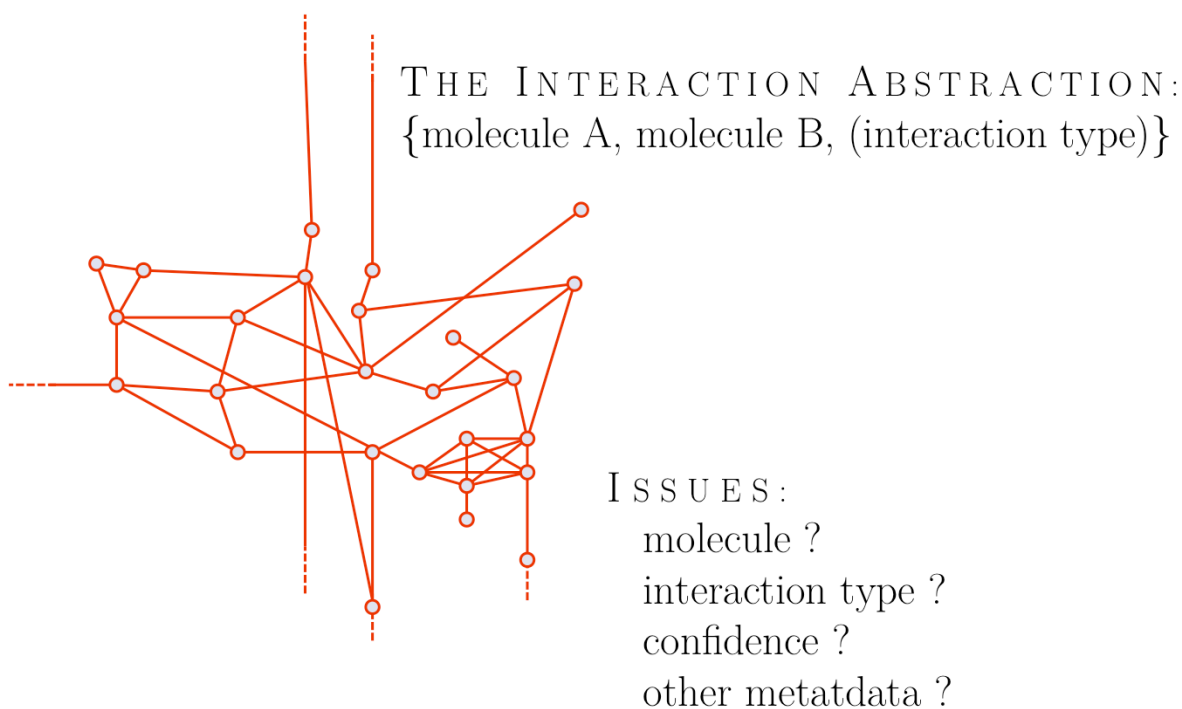 THE INTERACTION ABSTRACTION:
{molecule A, molecule B, (interaction type)}
ISSUES:
molecule ?
interaction type ?
confidence ?
other metatdata ?